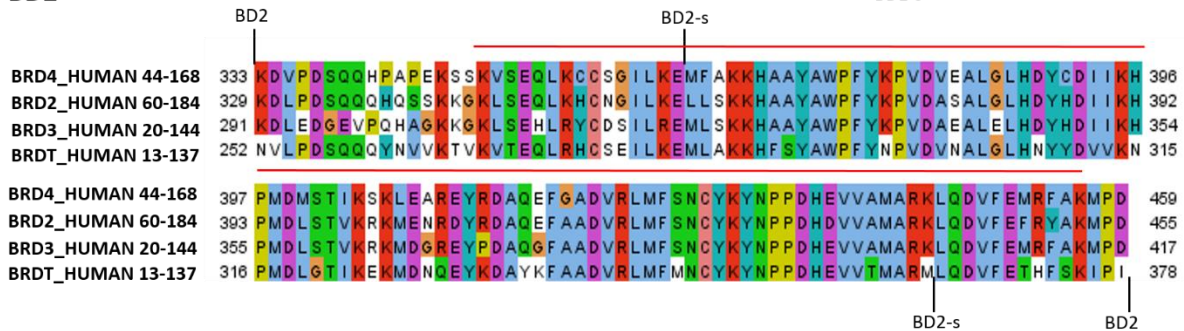 BD2 BD2-s
BRD4_HUMAN 44-168 333 KDVPDSQQHPAPEKSSKVSEQLKCCSGILKEMFAKKHAAYAWPFYKPVDVEALGLHDYCDIIKH 396
BRD2_HUMAN 60-184 329 KDLPDSQQQHQSSKKGKLSEQLKHCNGILKELLSKKHAAYAWPFYKPVDASALGLHDYHDIIKH 392
BRD3_HUMAN 20-144 291 KDLEDGEVPQHAGKKGKLSEHLRYCDSILREMLSKKHAAYAWPFYKPVDAEALELHDYHDIIKH 354
BRDT_HUMAN 13-137 252 NVLPDSQQQYNVVKTVKVTEQLRHCSEILKEMLAKKHFSYAWPFYNPVDVNALGLHNYYDVVKN 315
BRD4_HUMAN 44-168 397 PMDMSTIKSKLEAREYRDAQEFGADVRLMFSNCYKYNPPDHEVVAMARKLQDVFEMRFAKMPD 459
BRD2_HUMAN 60-184 393 PMDLSTVKRKMENRDYRDAQEFAADVRLMFSNCYKYNPPDHEVVAMARKLQDVFEFRYAKMPD 455
BRD3_HUMAN 20-144 355 PMDLSTVKRKMDGREYPDAQGFAADVRLMFSNCYKYNPPDHEVVAMARKLQDVFEMRFAKMPD 417
BRDT_HUMAN 13-137 316 PMDLGTIKEKMDNQEYKDAYKFAADVRLMFMNCYKYNPPDHEVVTMARMLQDVFETHFSKIPI 378
BD2-s BD2